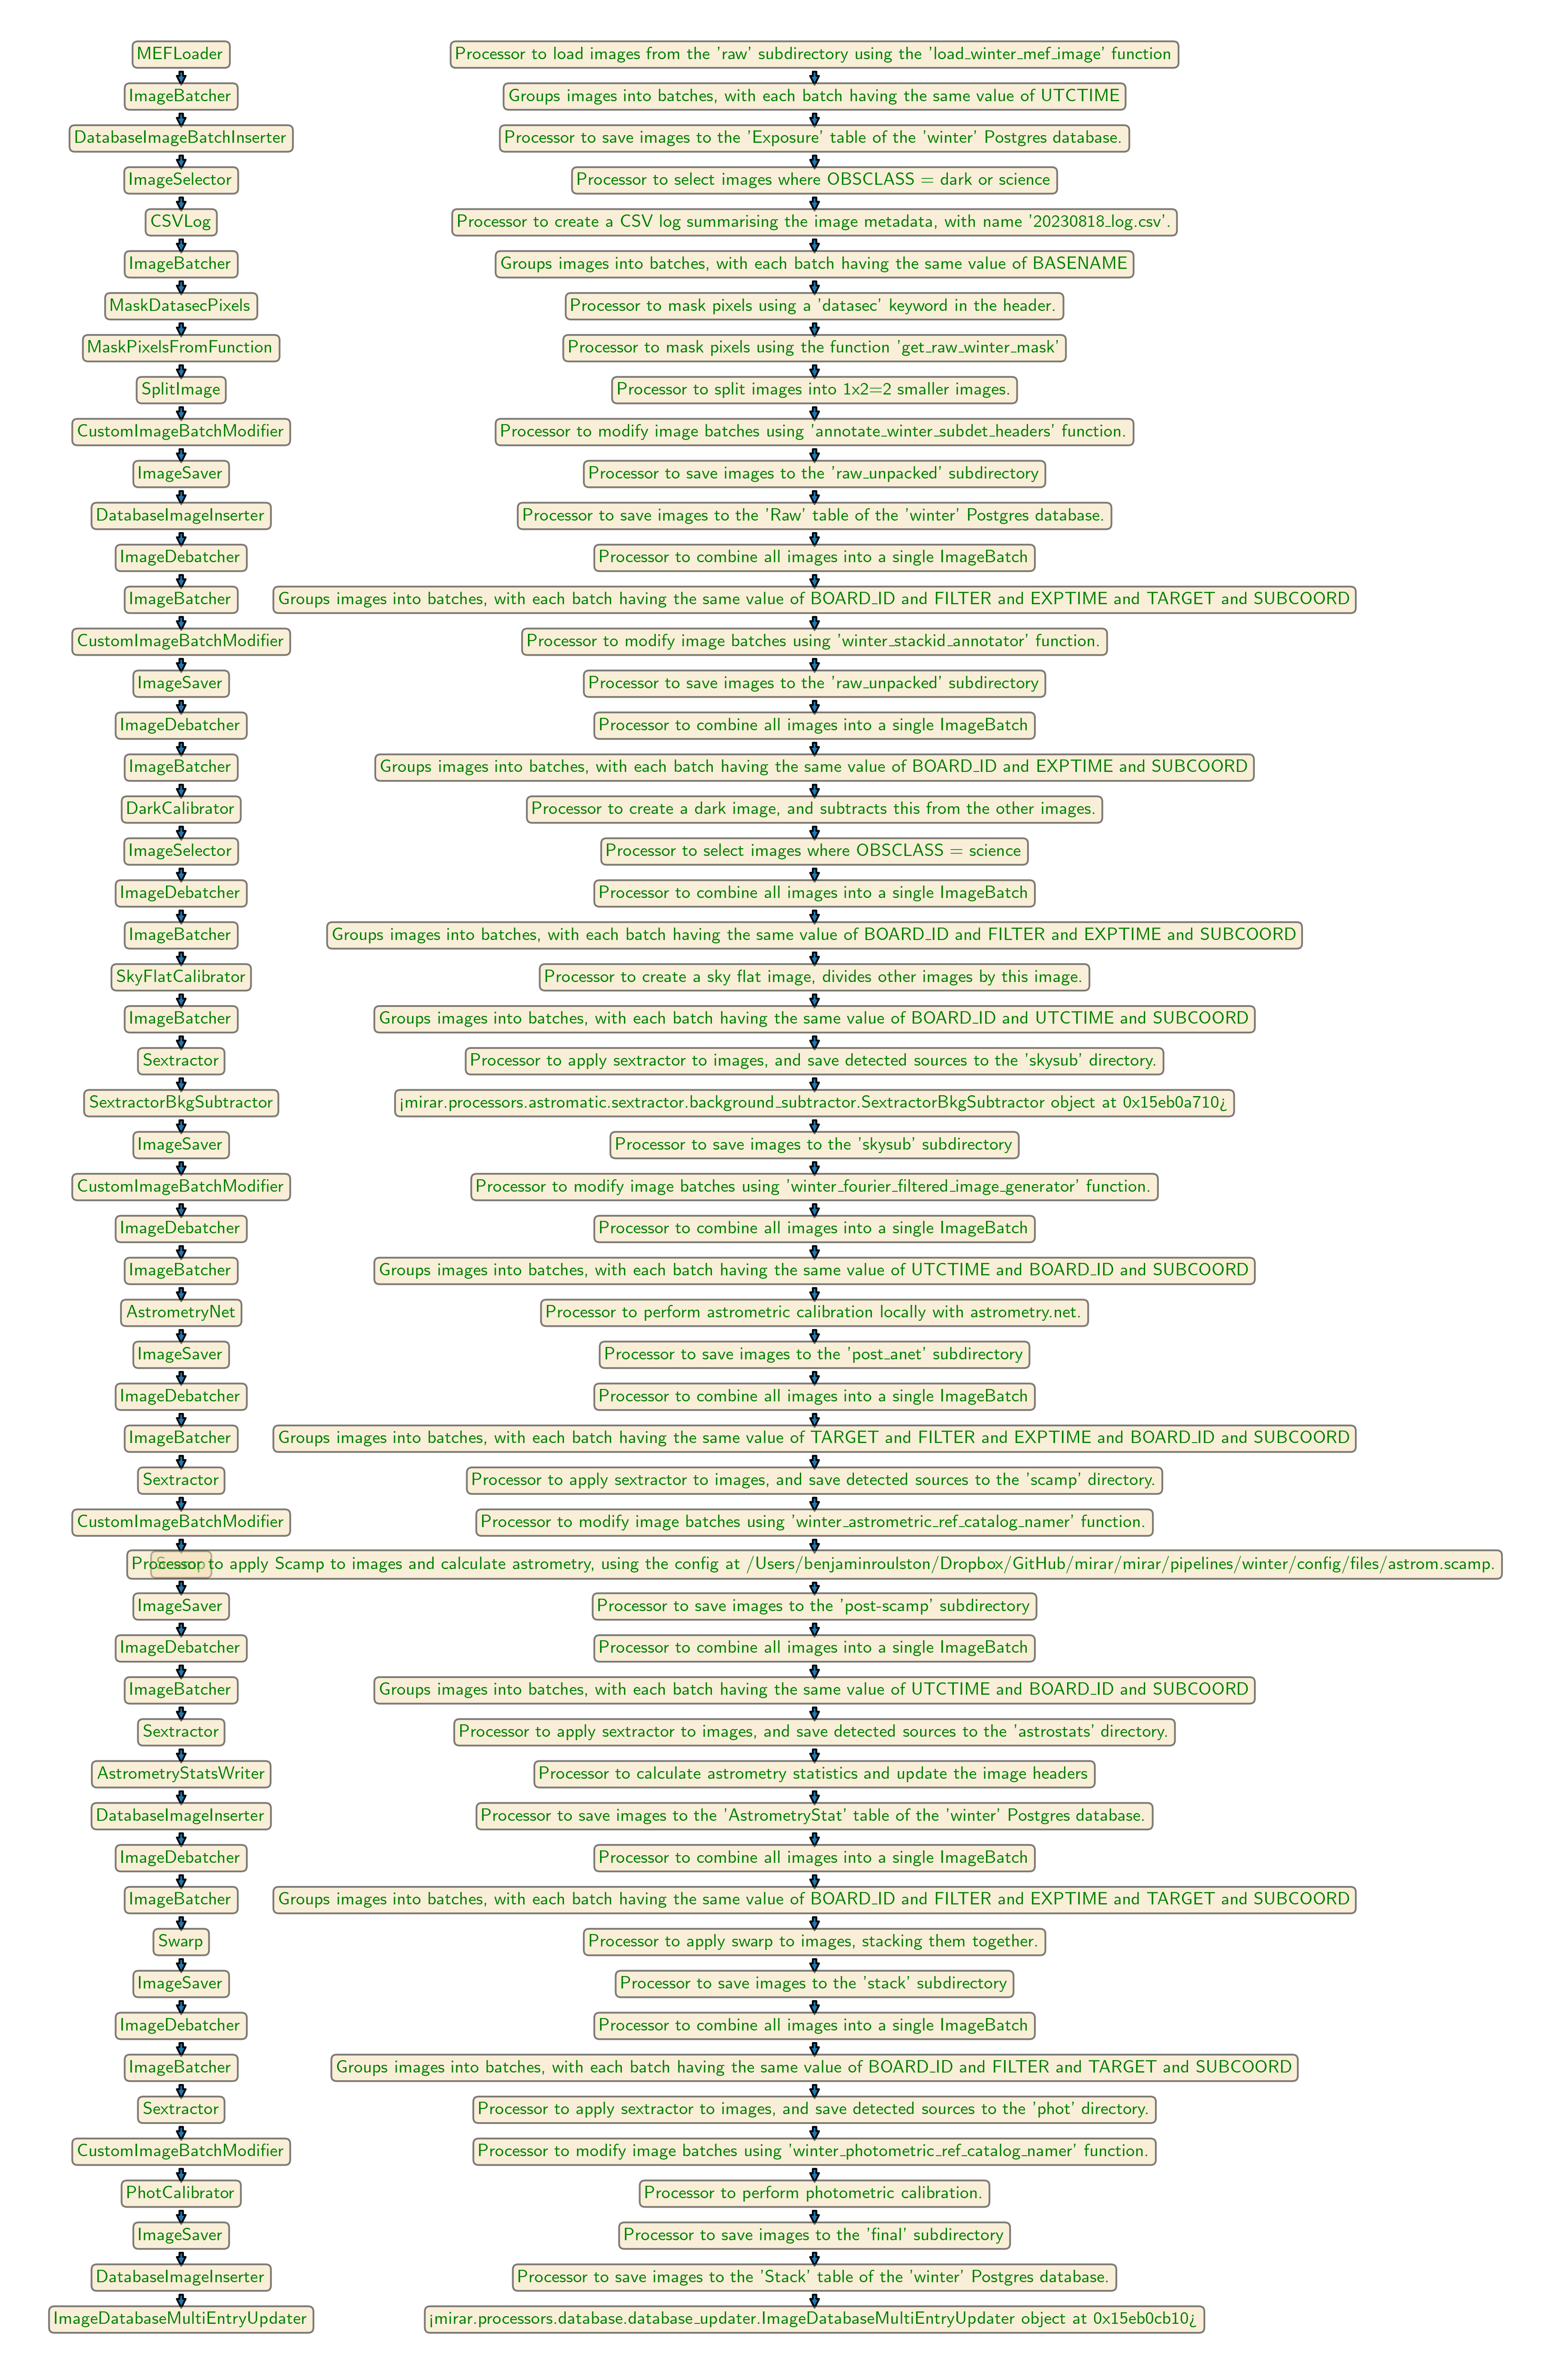 MEFLoader Processor to load images from the 'raw' subdirectory using the 'load_winter_mef_image' function
ImageBatcher Groups images into batches, with each batch having the same value of UTCTIME
DatabaseImageBatchInserter Processor to save images to the 'Exposure' table of the 'winter' Postgres database.
ImageSelector Processor to select images where OBSCLASS = dark or science
CSVLog Processor to create a CSV log summarising the image metadata, with name '20230818_log.csv'.
ImageBatcher Groups images into batches, with each batch having the same value of BASENAME
MaskDatasecPixels Processor to mask pixels using a 'datasec' keyword in the header.
MaskPixelsFromFunction Processor to mask pixels using the function 'get_raw_winter_mask'
SplitImage Processor to split images into 1x2=2 smaller images.
CustomImageBatchModifier Processor to modify image batches using 'annotate_winter_subdet_headers' function.
ImageSaver Processor to save images to the 'raw_unpacked' subdirectory
DatabaseImageInserter Processor to save images to the 'Raw' table of the 'winter' Postgres database.
ImageDebatcher Processor to combine all images into a single ImageBatch
ImageBatcher Groups images into batches, with each batch having the same value of BOARD_ID and FILTER and EXPTIME and TARGET and SUBCOORD
CustomImageBatchModifier Processor to modify image batches using 'winter_stackid_annotator' function.
ImageSaver Processor to save images to the 'raw_unpacked' subdirectory
ImageDebatcher Processor to combine all images into a single ImageBatch
ImageBatcher Groups images into batches, with each batch having the same value of BOARD_ID and EXPTIME and SUBCOORD
DarkCalibrator Processor to create a dark image, and subtracts this from the other images.
ImageSelector Processor to select images where OBSCLASS = science
ImageDebatcher Processor to combine all images into a single ImageBatch
ImageBatcher Groups images into batches, with each batch having the same value of BOARD_ID and FILTER and EXPTIME and SUBCOORD
SkyFlatCalibrator Processor to create a sky flat image, divides other images by this image.
ImageBatcher Groups images into batches, with each batch having the same value of BOARD_ID and UTCTIME and SUBCOORD
Sextractor Processor to apply sextractor to images, and save detected sources to the 'skysub' directory.
SextractorBkgSubtractor ¡mirar.processors.astromatic.sextractor.background_subtractor.SextractorBkgSubtractor object at 0x15eb0a710¿
ImageSaver Processor to save images to the 'skysub' subdirectory
CustomImageBatchModifier Processor to modify image batches using 'winter_fourier_filtered_image_generator' function.
ImageDebatcher Processor to combine all images into a single ImageBatch
ImageBatcher Groups images into batches, with each batch having the same value of UTCTIME and BOARD_ID and SUBCOORD
AstrometryNet Processor to perform astrometric calibration locally with astrometry.net.
ImageSaver Processor to save images to the 'post_anet' subdirectory
ImageDebatcher Processor to combine all images into a single ImageBatch
ImageBatcher Groups images into batches, with each batch having the same value of TARGET and FILTER and EXPTIME and BOARD_ID and SUBCOORD
Sextractor Processor to apply sextractor to images, and save detected sources to the 'scamp' directory.
CustomImageBatchModifier Processor to modify image batches using 'winter_astrometric_ref_catalog_namer' function.
Scamp Processor to apply Scamp to images and calculate astrometry, using the config at /Users/benjaminroulston/Dropbox/GitHub/mirar/mirar/pipelines/winter/config/files/astrom.scamp.
ImageSaver Processor to save images to the 'post-scamp' subdirectory
ImageDebatcher Processor to combine all images into a single ImageBatch
ImageBatcher Groups images into batches, with each batch having the same value of UTCTIME and BOARD_ID and SUBCOORD
Sextractor Processor to apply sextractor to images, and save detected sources to the 'astrostats' directory.
AstrometryStatsWriter Processor to calculate astrometry statistics and update the image headers
DatabaseImageInserter Processor to save images to the 'AstrometryStat' table of the 'winter' Postgres database.
ImageDebatcher Processor to combine all images into a single ImageBatch
ImageBatcher Groups images into batches, with each batch having the same value of BOARD_ID and FILTER and EXPTIME and TARGET and SUBCOORD
Swarp Processor to apply swarp to images, stacking them together.
ImageSaver Processor to save images to the 'stack' subdirectory
ImageDebatcher Processor to combine all images into a single ImageBatch
ImageBatcher Groups images into batches, with each batch having the same value of BOARD_ID and FILTER and TARGET and SUBCOORD
Sextractor Processor to apply sextractor to images, and save detected sources to the 'phot' directory.
CustomImageBatchModifier Processor to modify image batches using 'winter_photometric_ref_catalog_namer' function.
PhotCalibrator Processor to perform photometric calibration.
ImageSaver Processor to save images to the 'final' subdirectory
DatabaseImageInserter Processor to save images to the 'Stack' table of the 'winter' Postgres database.
ImageDatabaseMultiEntryUpdater ¡mirar.processors.database.database_updater.ImageDatabaseMultiEntryUpdater object at 0x15eb0cb10¿